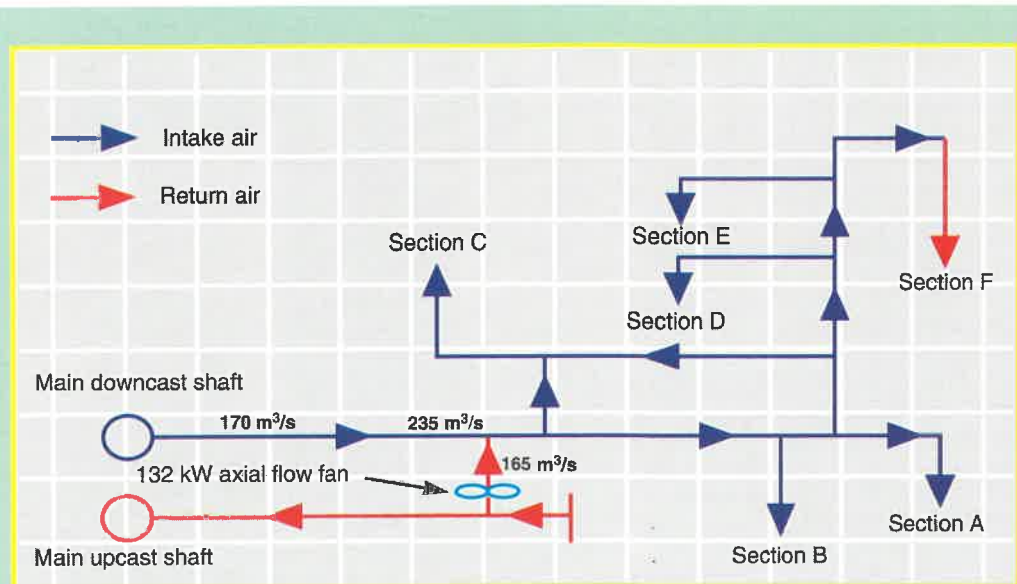 Intake air
Return air
Section C
Section E
Section F
Section D
Main downcast shaft
170 m³/s
235 m³/s
165 m³/s
132 kW axial flow fan
Section A
Main upcast shaft
Section B